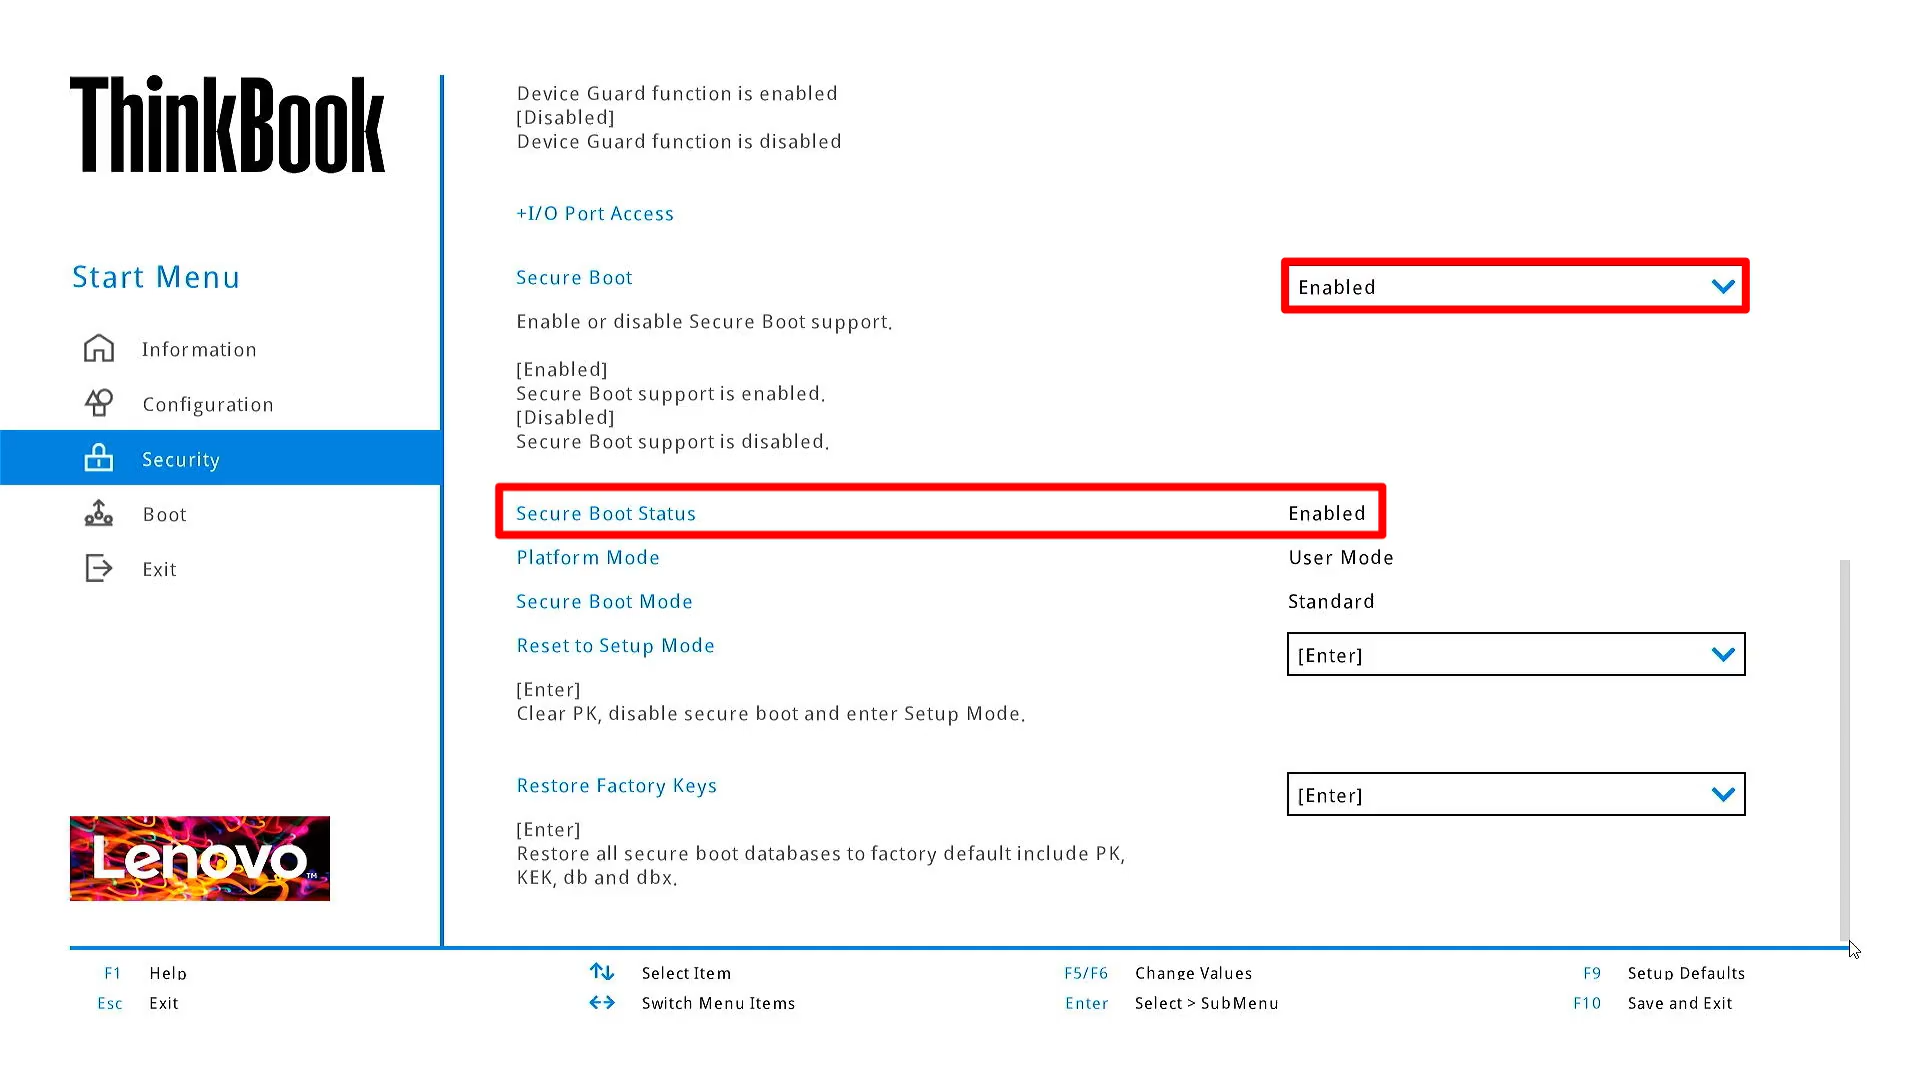 ThinkBook
Start Menu
Information
Configuration
Security
Boot
Exit
Lenovo™
Device Guard function is enabled
[Disabled]
Device Guard function is disabled
+I/O Port Access
Secure Boot
Enabled
Enable or disable Secure Boot support.
[Enabled]
Secure Boot support is enabled.
[Disabled]
Secure Boot support is disabled.
Secure Boot Status Enabled
Platform Mode User Mode
Secure Boot Mode Standard
Reset to Setup Mode
[Enter]
[Enter]
Clear PK, disable secure boot and enter Setup Mode.
Restore Factory Keys
[Enter]
[Enter]
Restore all secure boot databases to factory default include PK,
KEK, db and dbx.
F1 Help Select Item F5/F6 Change Values F9 Setup Defaults
Esc Exit Switch Menu Items Enter Select > SubMenu F10 Save and Exit